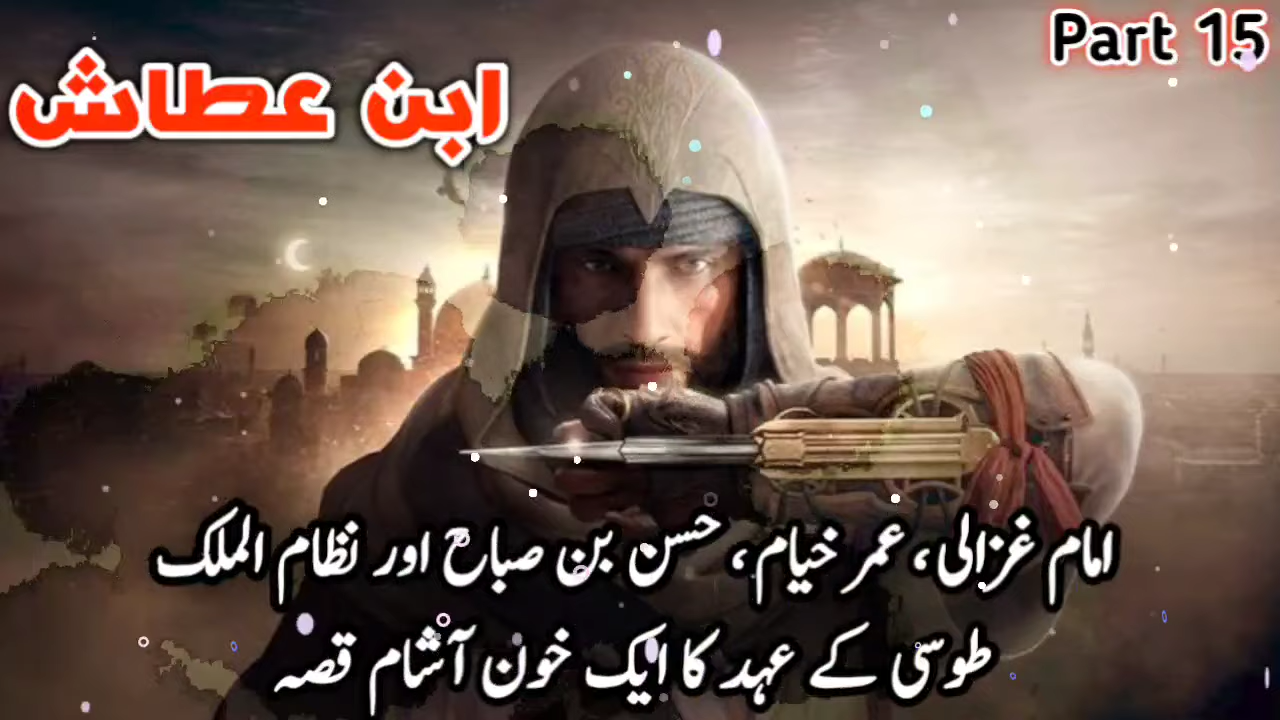 Part 15
ابن عطاش
امام غزالی، عمر خیام، حسن بن صباح اور نظام الملک
طوسی کے عہد کا ایک خون آشام قصہ